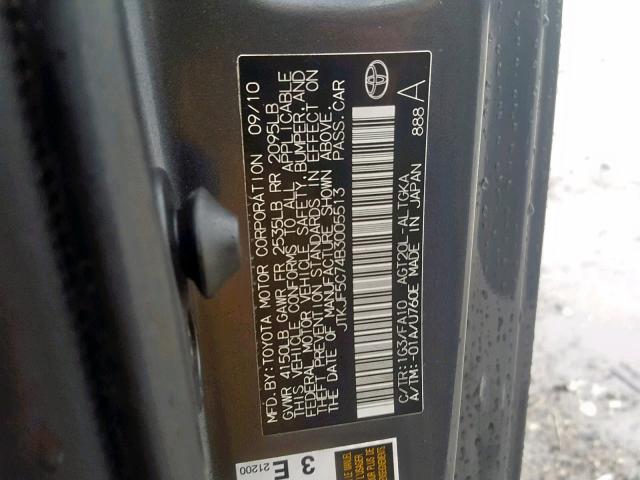 MFD. BY: TOYOTA MOTOR CORPORATION 09/10
GVWR 4150LB GAWR FR 2535LB RR 2095LB
THIS VEHICLE CONFORMS TO ALL APPLICABLE
FEDERAL MOTOR VEHICLE SAFETY, BUMPER, AND
THEFT PREVENTION STANDARDS IN EFFECT ON
THE DATE OF MANUFACTURE SHOWN ABOVE.
JTKJF5C74B3005513 PASS. CAR
C/TR: 1G3/FA10 AGT20L-ALTGKA
A/TM: -01A/U760E MADE IN JAPAN 888 A
3 E
21200